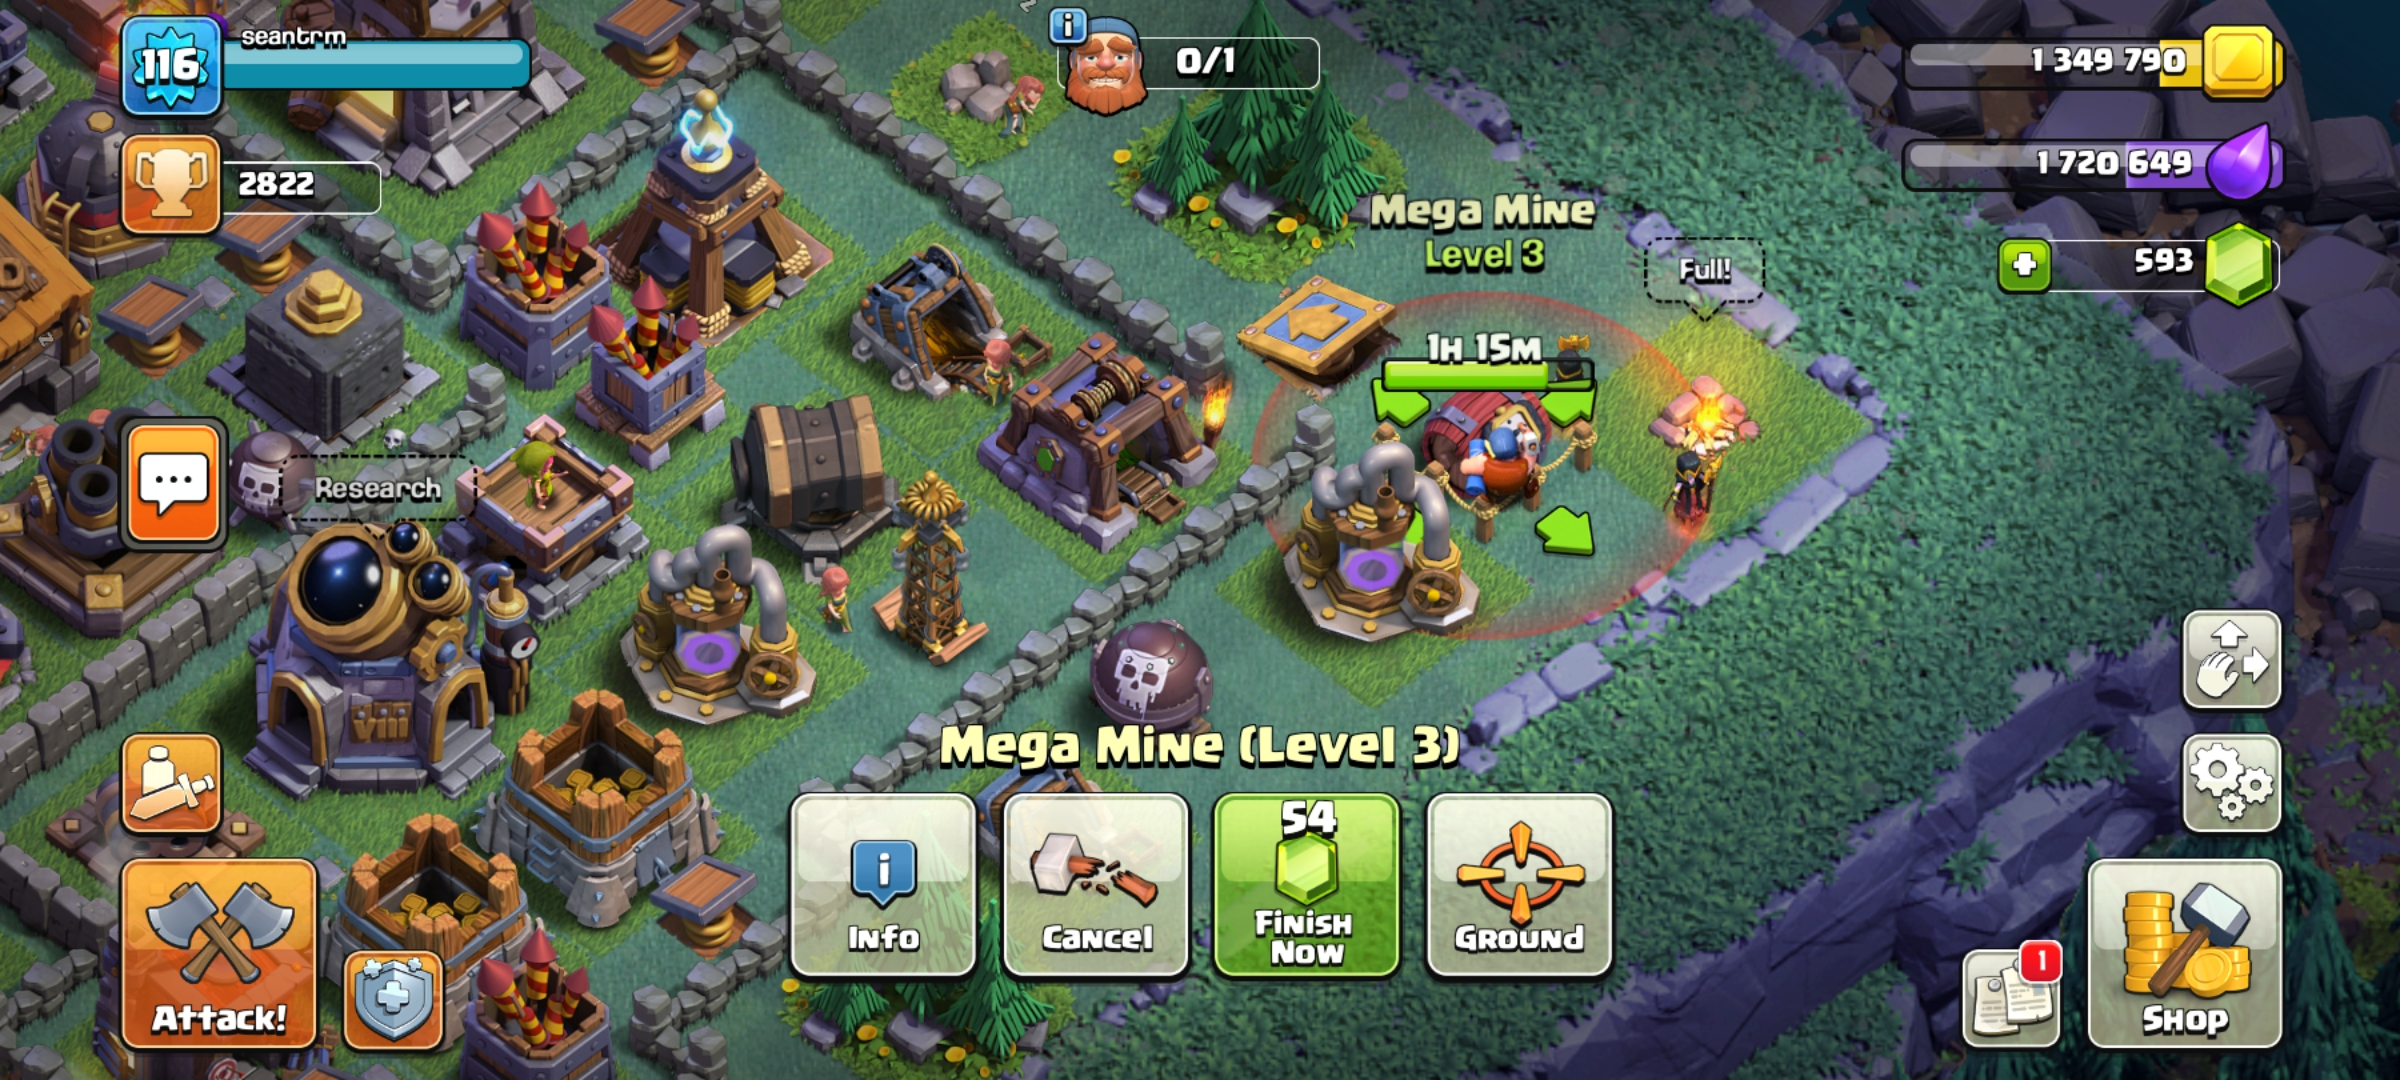 116
seantrm
0/1
1 349 790
2822
1 720 649
593
Mega Mine
Level 3
Full!
1H 15M
Research
VIII
Mega Mine (Level 3)
Info
Cancel
54
Finish
Now
Ground
Attack!
1
Shop